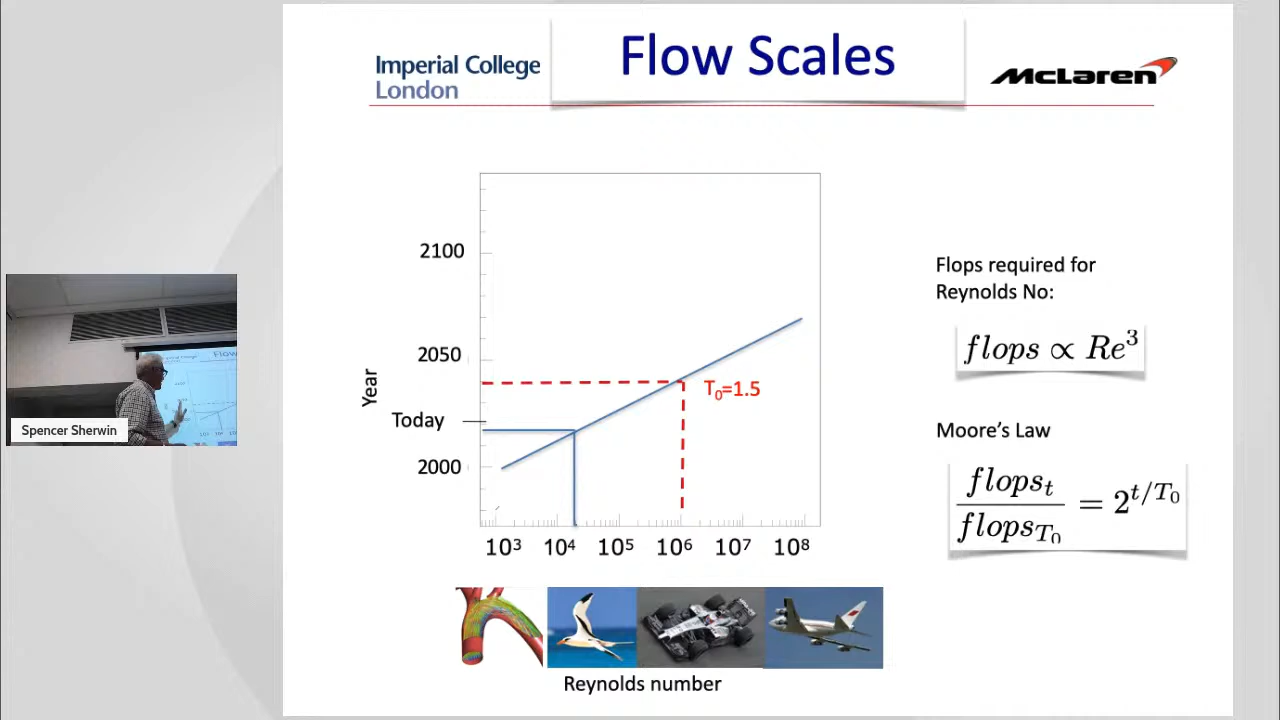 Imperial College
London
Flow Scales
McLaren
2100
2050
Today
2000
Year
T₀=1.5
10³ 10⁴ 10⁵ 10⁶ 10⁷ 10⁸
Reynolds number
Flops required for
Reynolds No:
flops ∝ Re³
Moore's Law
flopsₜ / flops_T₀ = 2^{t/T₀}
Spencer Sherwin